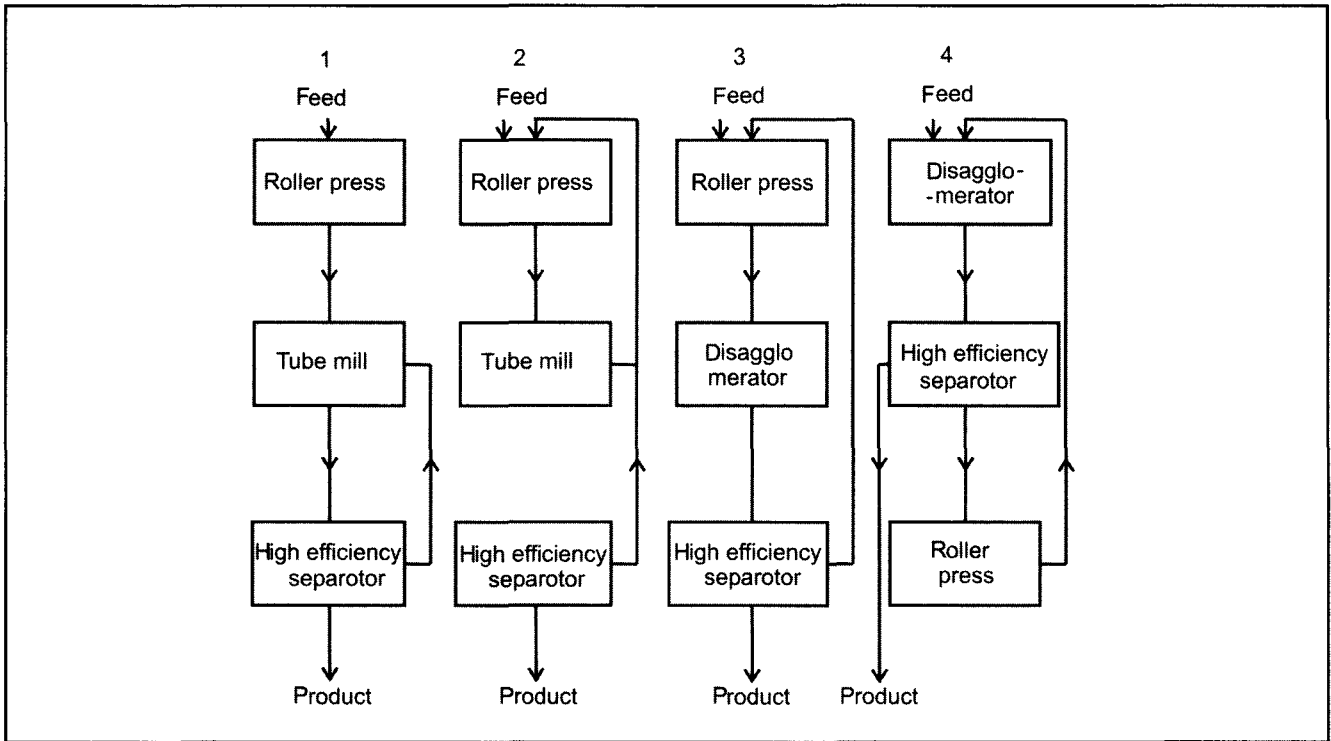 1
Feed
Roller press
Tube mill
High efficiency
separotor
Product
2
Feed
Roller press
Tube mill
High efficiency
separotor
Product
3
Feed
Roller press
Disagglo
merator
High efficiency
separotor
Product
4
Feed
Disagglo-
-merator
High efficiency
separotor
Roller
press
Product